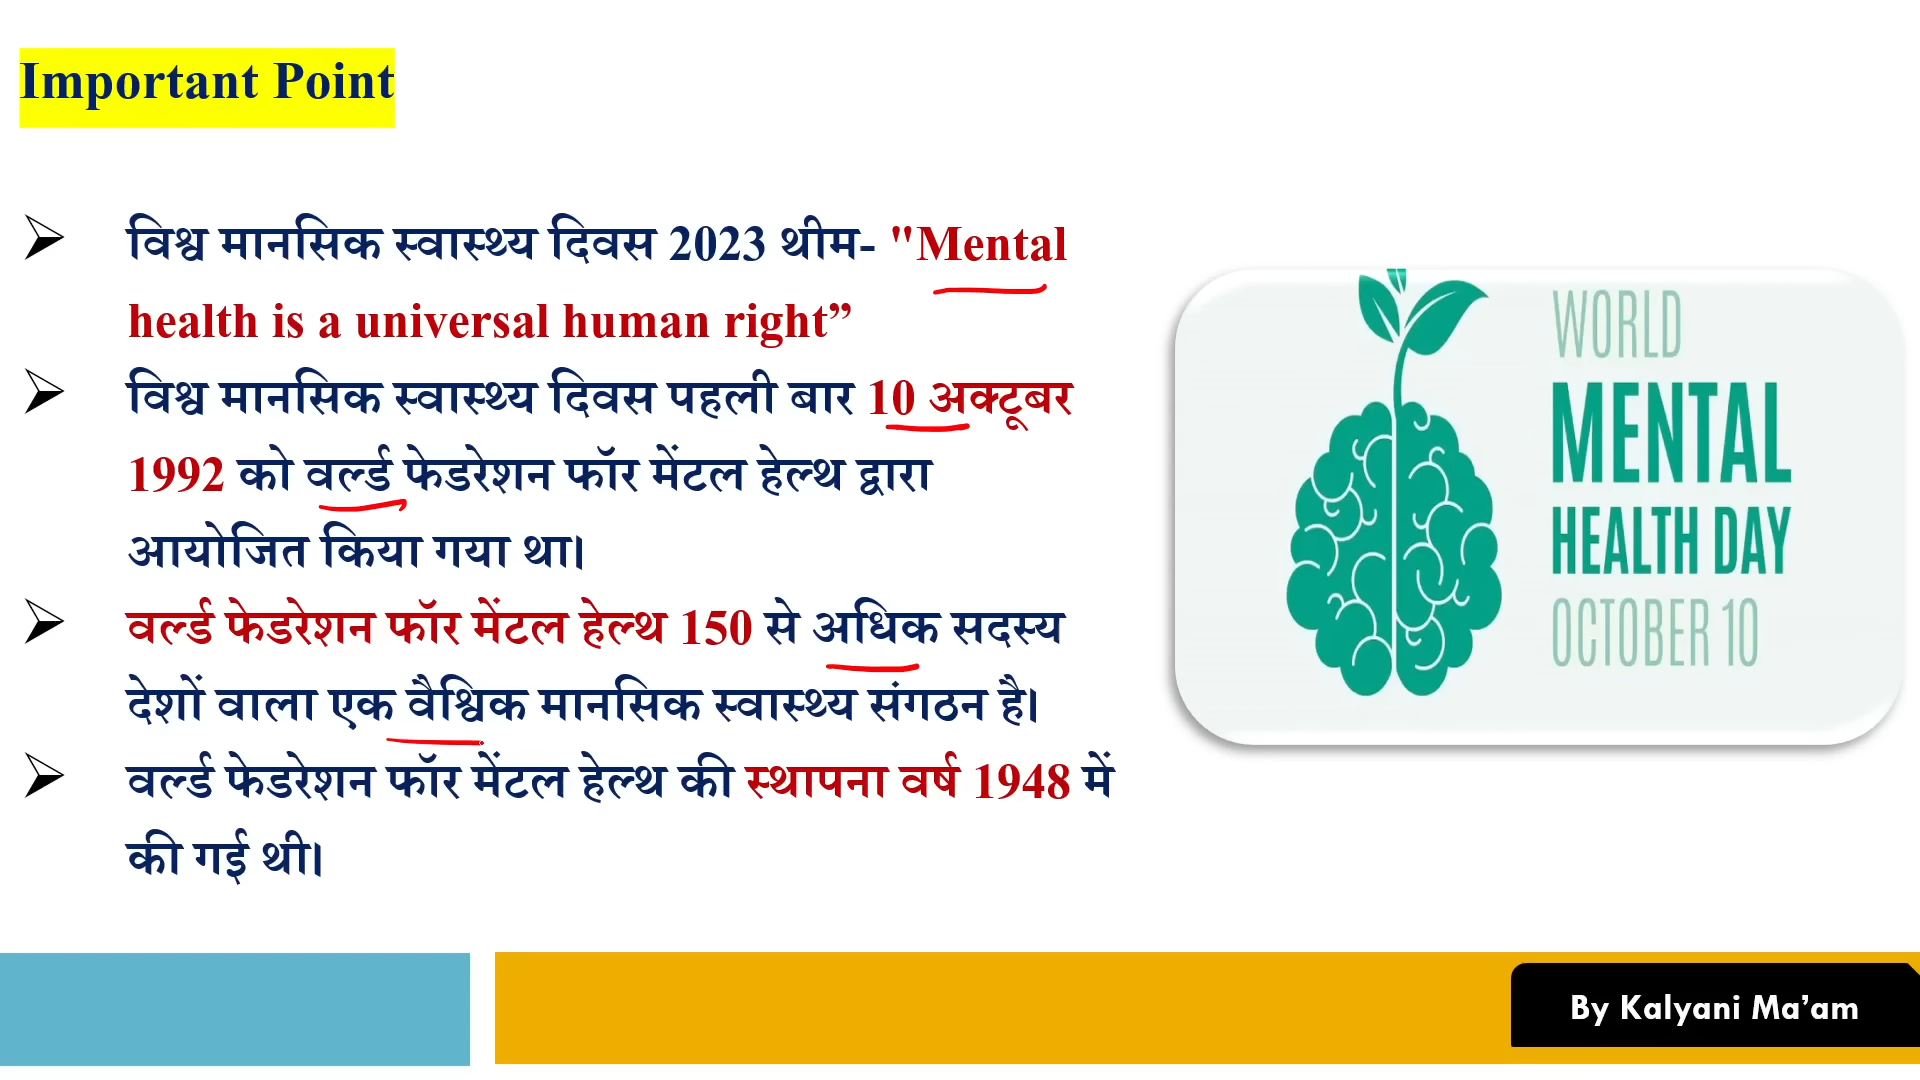 Important Point
विश्व मानसिक स्वास्थ्य दिवस 2023 थीम- "Mental
health is a universal human right”
विश्व मानसिक स्वास्थ्य दिवस पहली बार 10 अक्टूबर
1992 को वर्ल्ड फेडरेशन फॉर मेंटल हेल्थ द्वारा
आयोजित किया गया था।
वर्ल्ड फेडरेशन फॉर मेंटल हेल्थ 150 से अधिक सदस्य
देशों वाला एक वैश्विक मानसिक स्वास्थ्य संगठन है।
वर्ल्ड फेडरेशन फॉर मेंटल हेल्थ की स्थापना वर्ष 1948 में
की गई थी।
WORLD
MENTAL
HEALTH DAY
OCTOBER 10
By Kalyani Ma’am